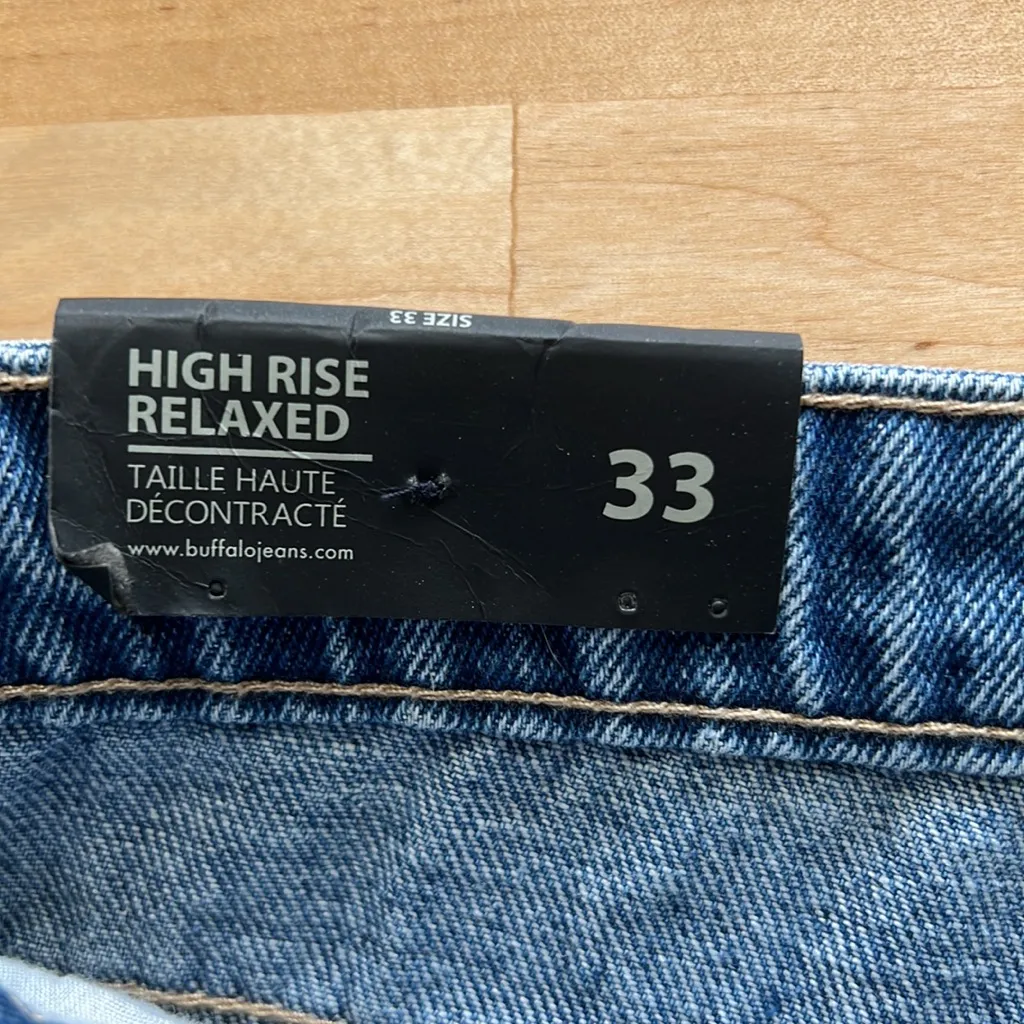 SIZE 33
HIGH RISE
RELAXED
TAILLE HAUTE
DÉCONTRACTÉ
www.buffalojeans.com
33